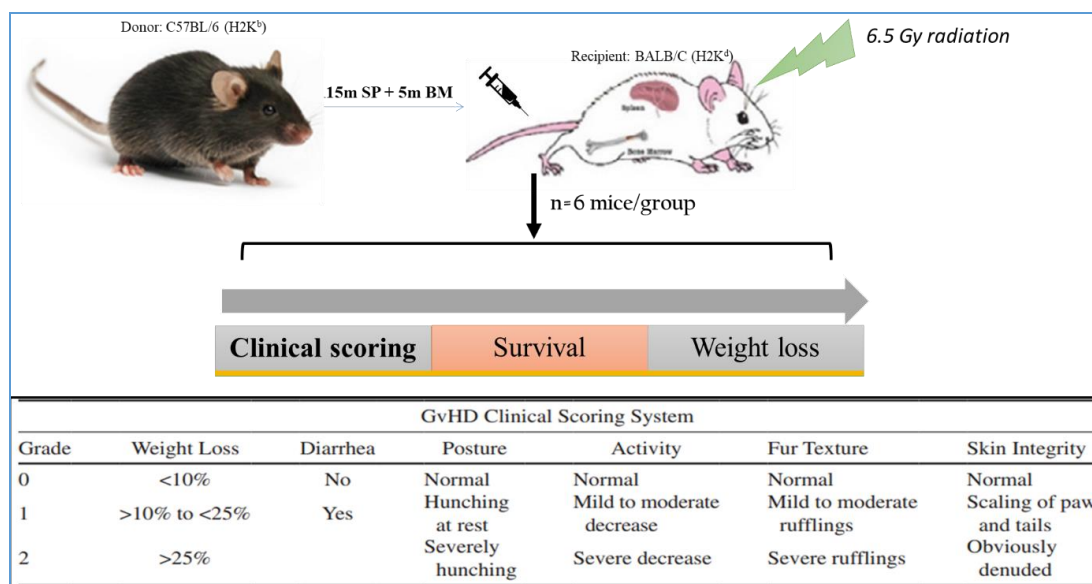 Donor: C57BL/6 (H2Kᵇ)
6.5 Gy radiation
Recipient: BALB/C (H2Kᵈ)
15m SP + 5m BM
Spleen
Bone Marrow
n=6 mice/group
Clinical scoring Survival Weight loss
GvHD Clinical Scoring System
Grade Weight Loss Diarrhea Posture Activity Fur Texture Skin Integrity
0 <10% No Normal Normal Normal Normal
1 >10% to <25% Yes Hunching at rest Mild to moderate decrease Mild to moderate rufflings Scaling of paw and tails
2 >25% Severely hunching Severe decrease Severe rufflings Obviously denuded